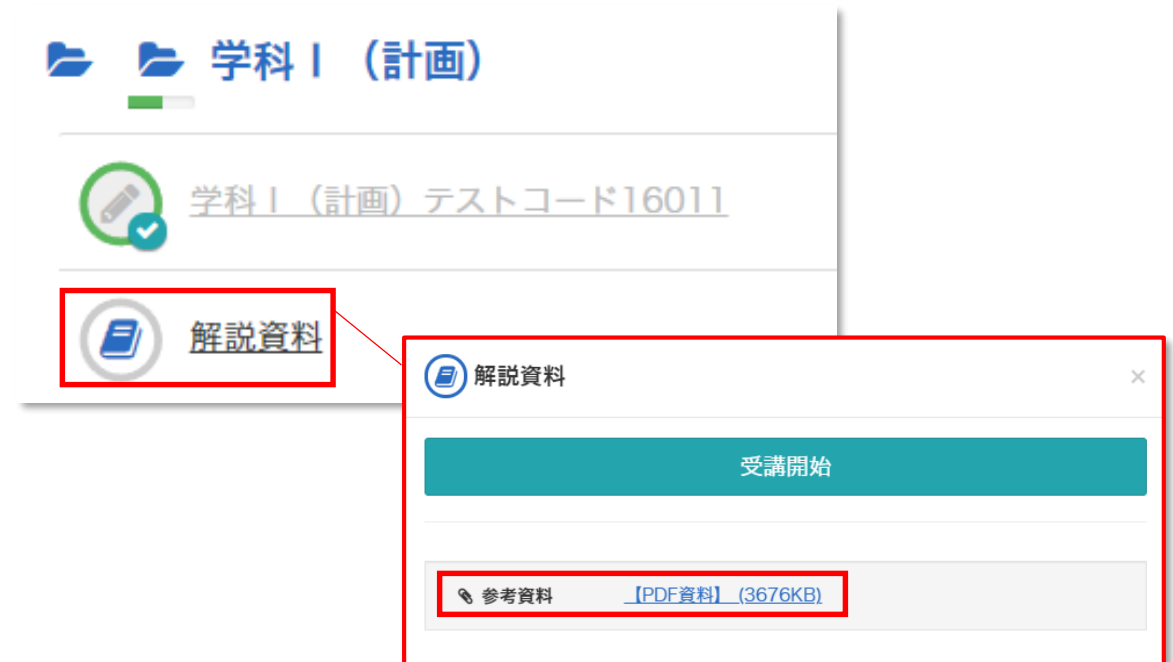 学科Ⅰ（計画）
学科Ⅰ（計画）テストコード16011
解説資料
解説資料 ×
受講開始
参考資料 【PDF資料】 (3676KB)